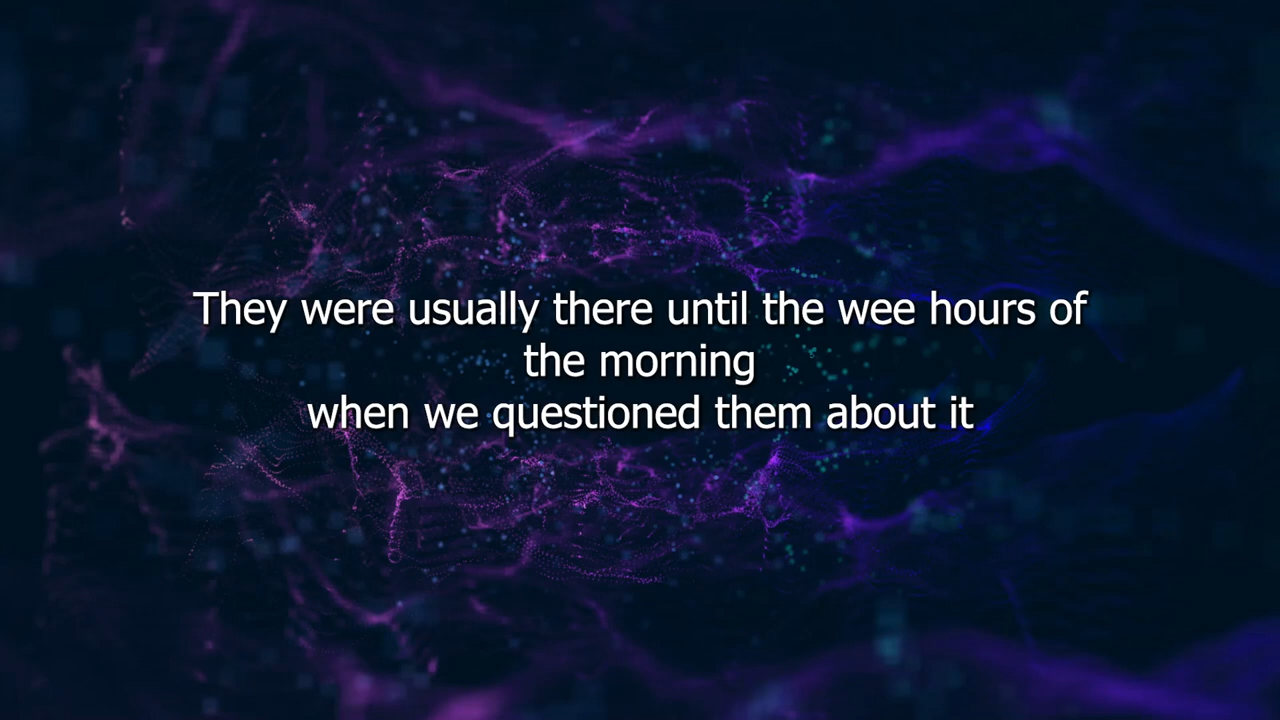 They were usually there until the wee hours of
the morning
when we questioned them about it